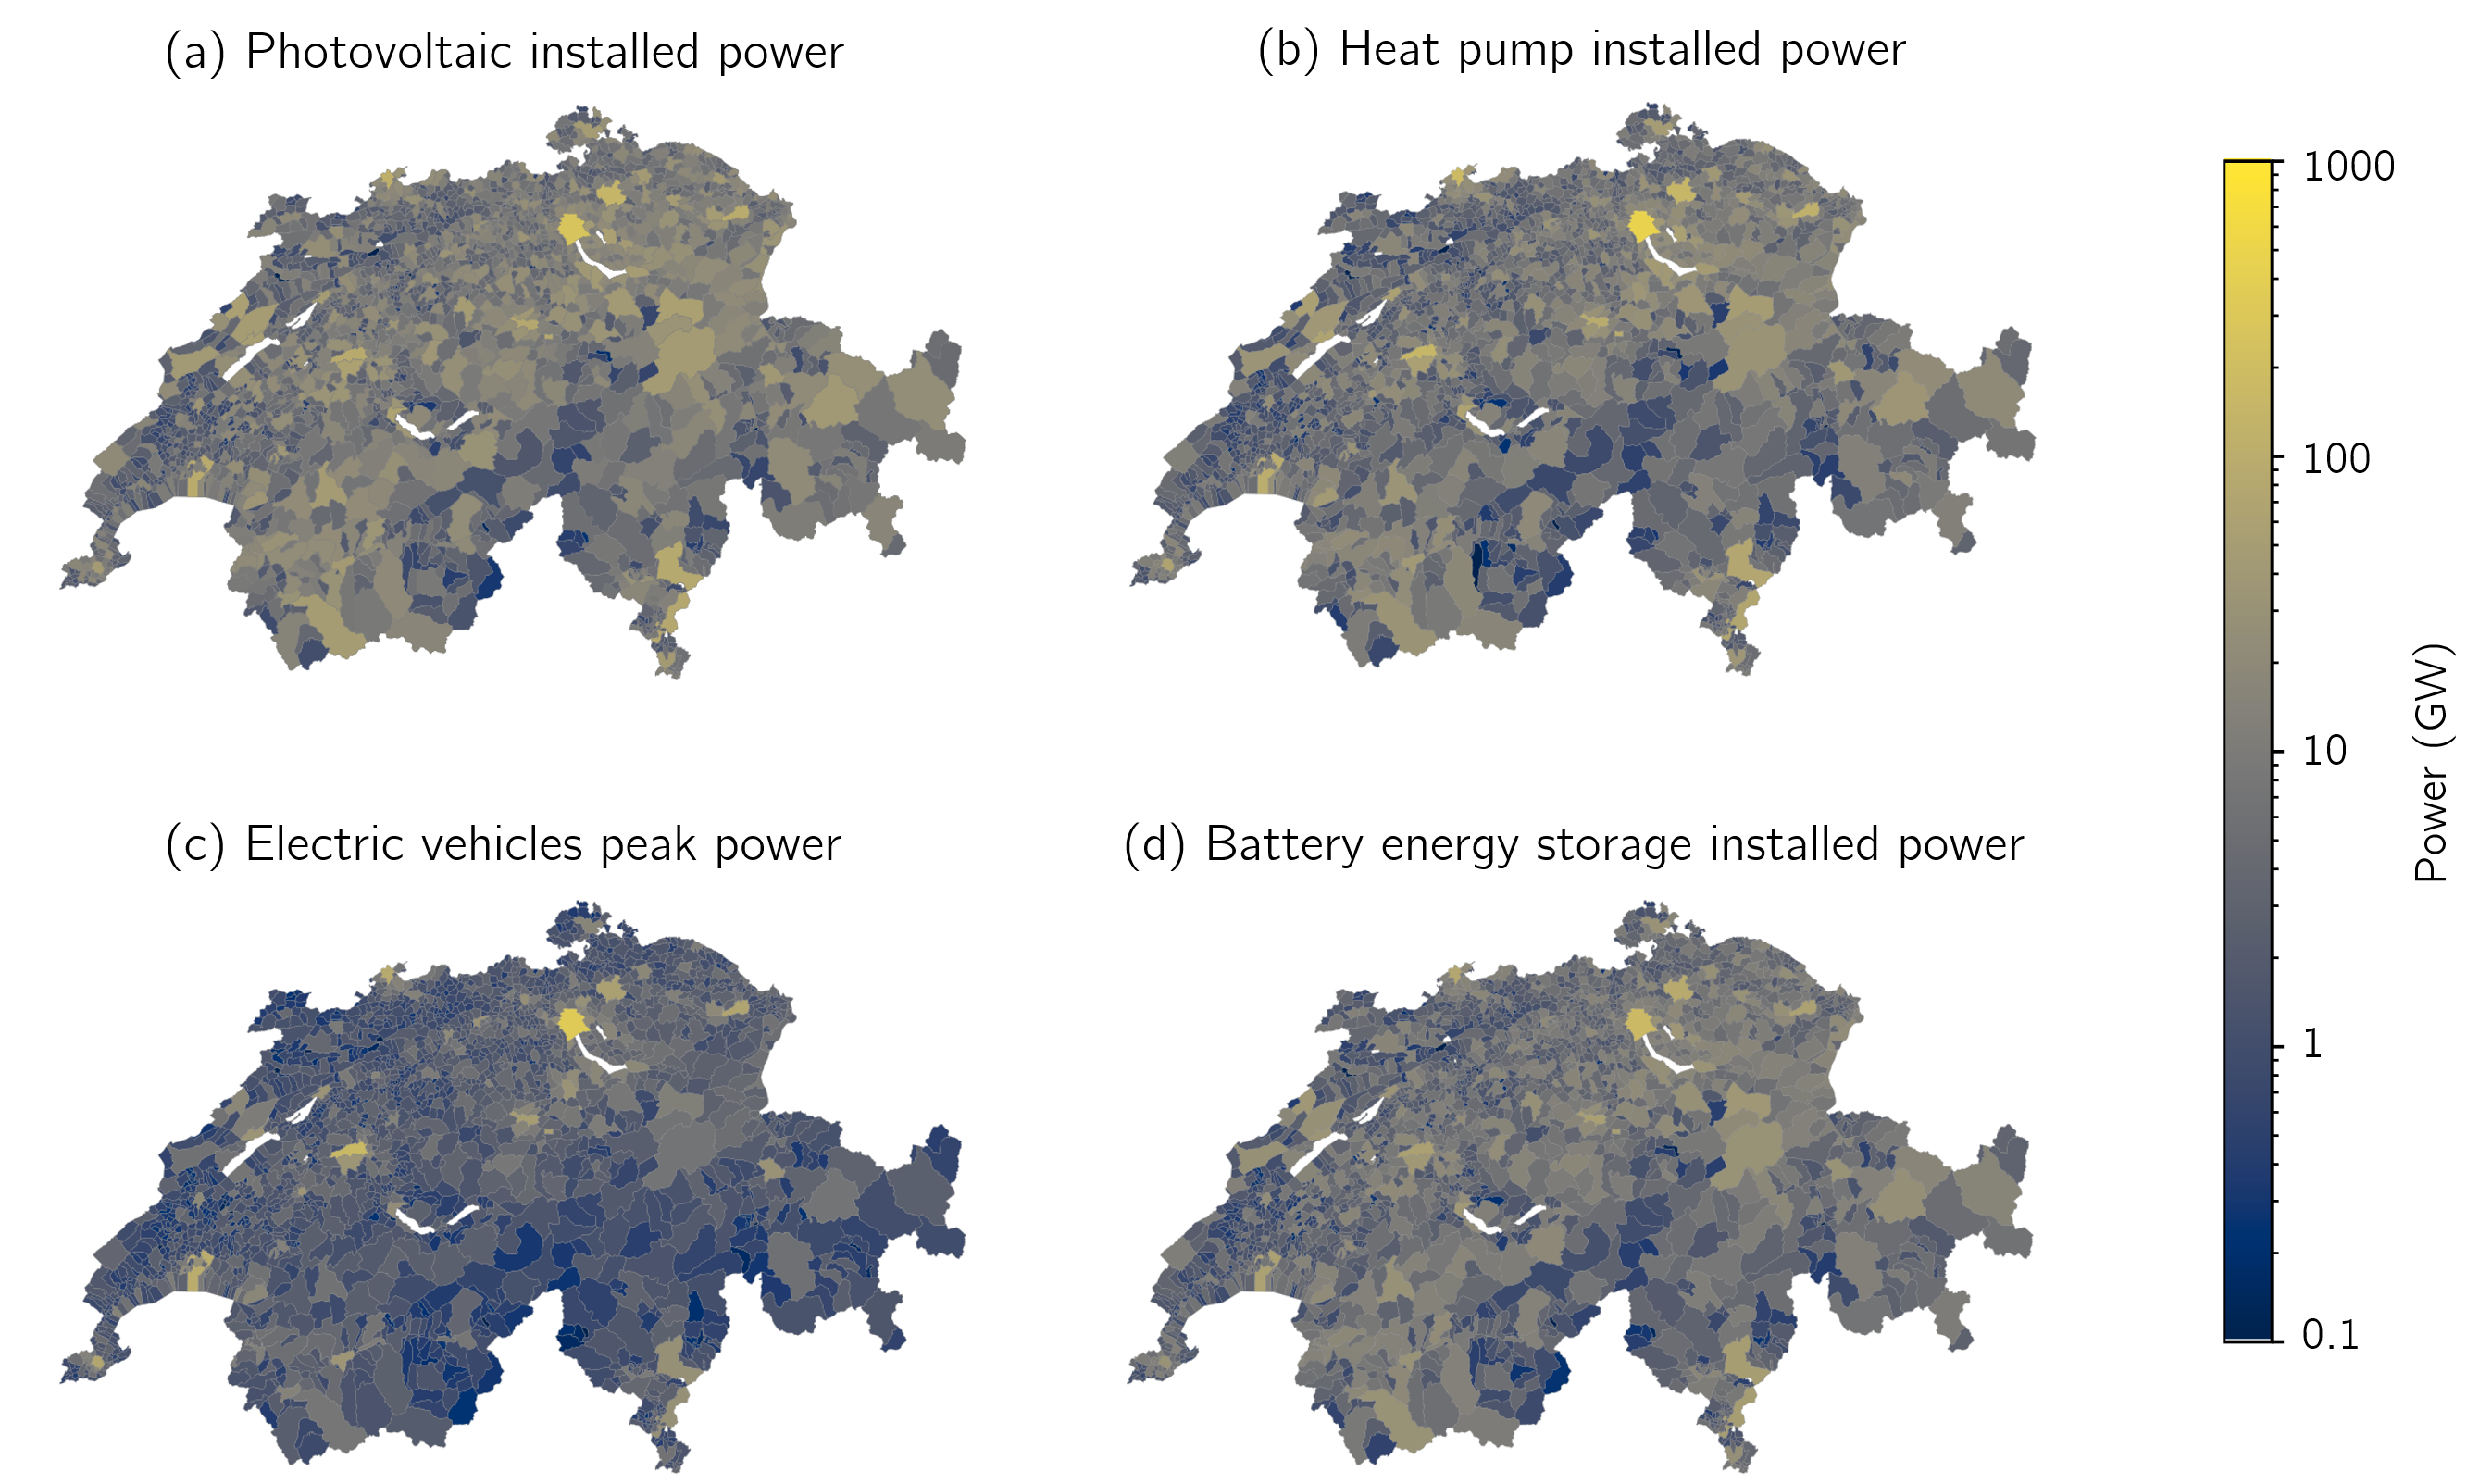 (a) Photovoltaic installed power
(b) Heat pump installed power
1000
100
10
1
0.1
Power (GW)
(c) Electric vehicles peak power
(d) Battery energy storage installed power